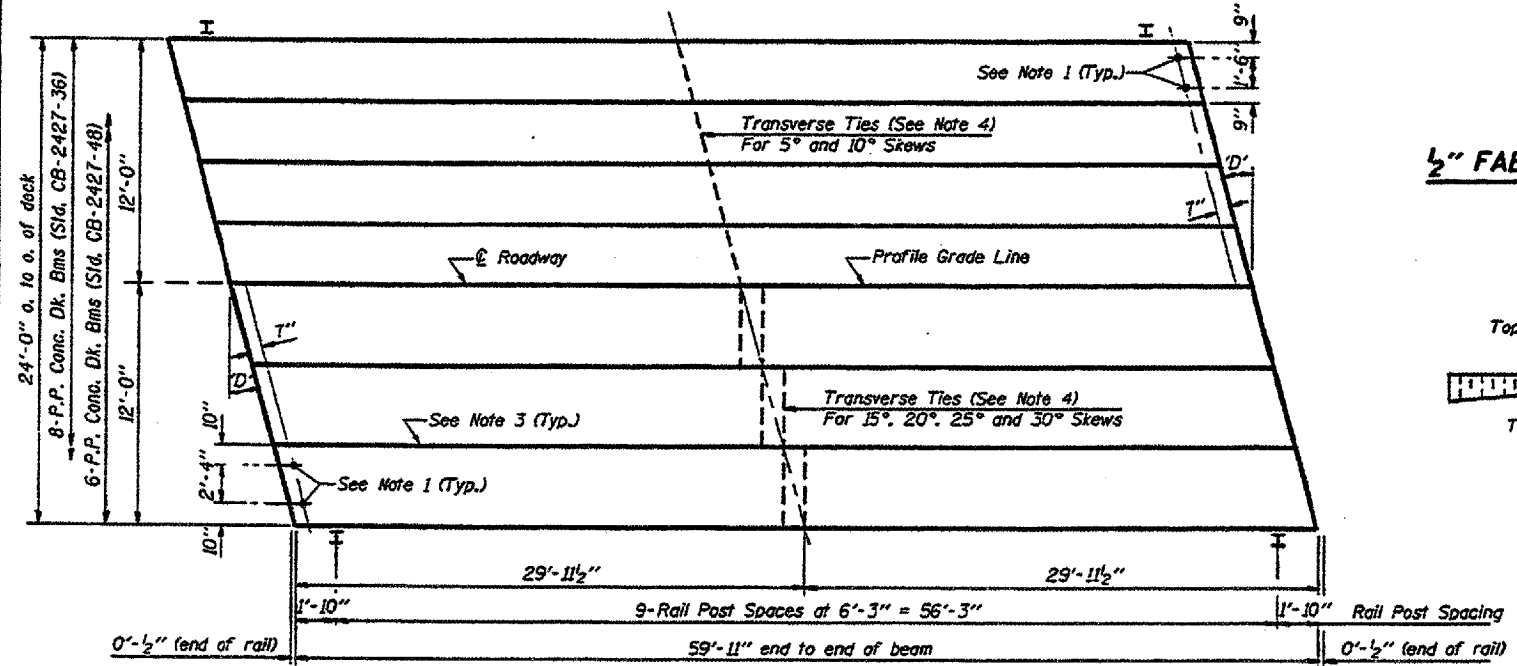 9"
See Note 1 (Typ.)
1'-6"
9"
24'-0" o. to o. of deck
8-P.P. Conc. Dk. Bms (Std. CB-2427-36)
6-P.P. Conc. Dk. Bms (Std. CB-2427-48)
12'-0"
Transverse Ties (See Note 4)
For 5° and 10° Skews
'D'
7"
½" FAB
℄ Roadway
Profile Grade Line
Top
T
7"
'D'
12'-0"
10"
See Note 3 (Typ.)
Transverse Ties (See Note 4)
For 15°, 20°, 25° and 30° Skews
2'-4"
See Note 1 (Typ.)
10"
29'-11½"
29'-11½"
1'-10"
9-Rail Post Spaces at 6'-3" = 56'-3"
1'-10"
Rail Post Spacing
0'-½" (end of rail)
59'-11" end to end of beam
0'-½" (end of rail)